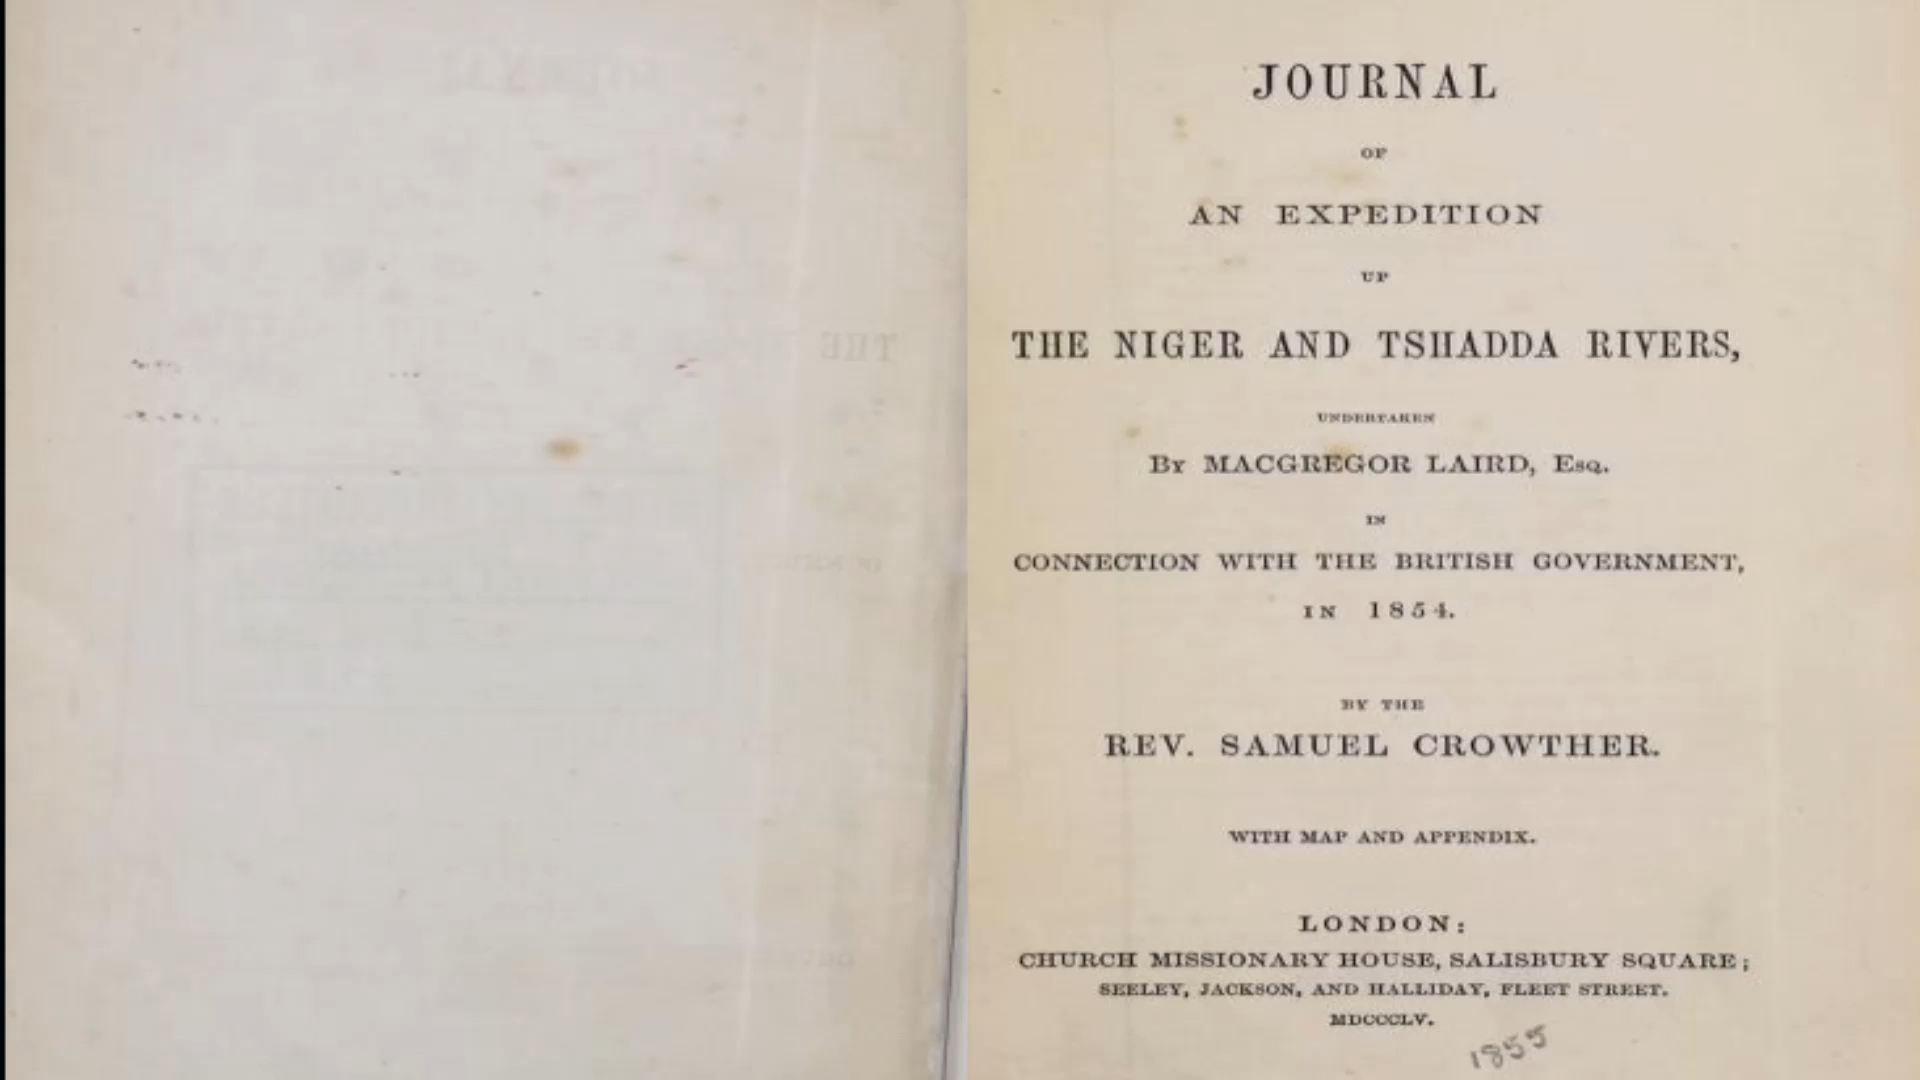 JOURNAL
OF
AN EXPEDITION
UP
THE NIGER AND TSHADDA RIVERS,
UNDERTAKEN
By MACGREGOR LAIRD, Esq.
IN
CONNECTION WITH THE BRITISH GOVERNMENT,
IN 1854.
BY THE
REV. SAMUEL CROWTHER.
WITH MAP AND APPENDIX.
LONDON:
CHURCH MISSIONARY HOUSE, SALISBURY SQUARE;
SEELEY, JACKSON, AND HALLIDAY, FLEET STREET.
MDCCCLV.
1855